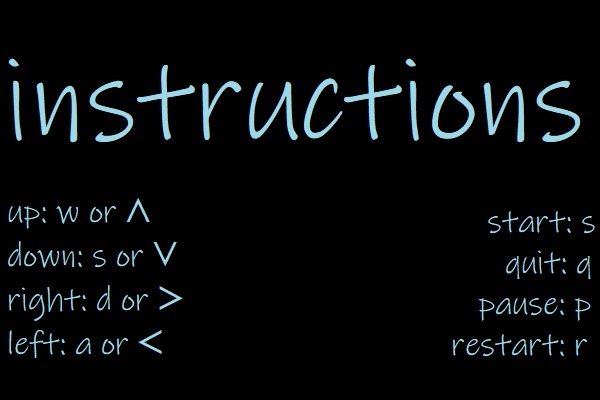 instructions
up: w or ^
down: s or v
right: d or >
left: a or <
start: s
quit: q
pause: p
restart: r